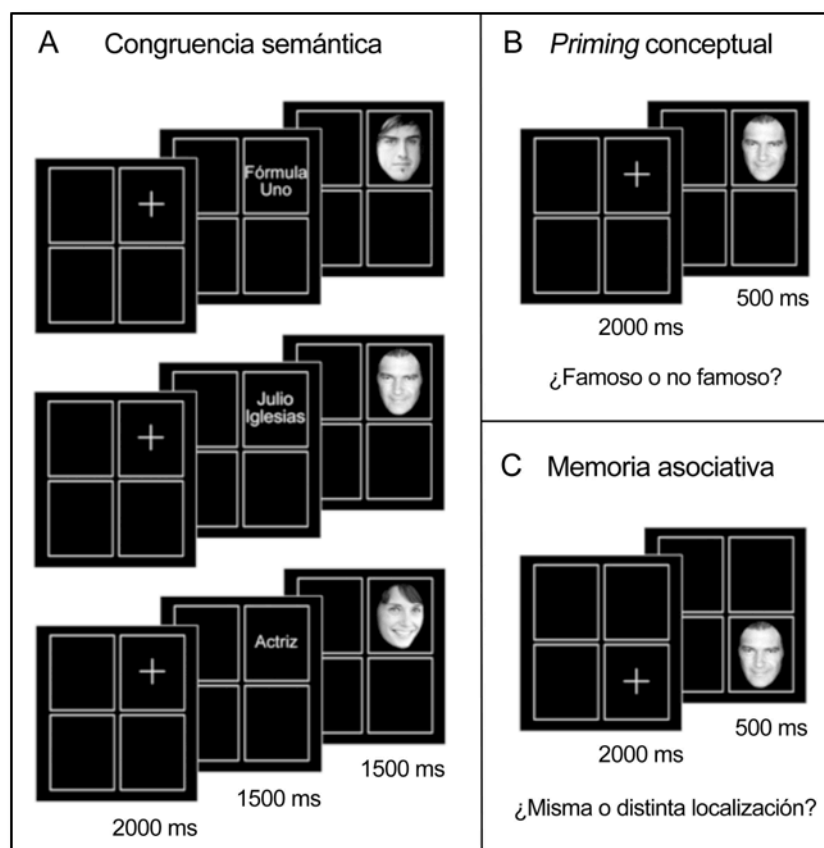 A Congruencia semántica
Fórmula
Uno
Julio
Iglesias
Actriz
1500 ms
1500 ms
2000 ms
B Priming conceptual
500 ms
2000 ms
¿Famoso o no famoso?
C Memoria asociativa
500 ms
2000 ms
¿Misma o distinta localización?